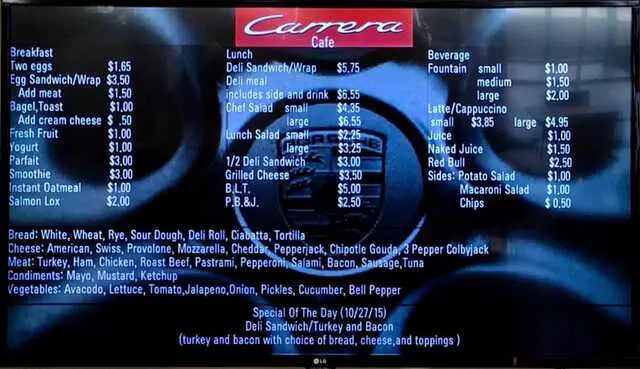 Carrera
Cafe
Breakfast
Two eggs $1.65
Egg Sandwich/Wrap $3.50
Add meat $1.50
Bagel,Toast $1.00
Add cream cheese $ .50
Fresh Fruit $1.00
Yogurt $1.00
Parfait $3.00
Smoothie $3.00
Instant Oatmeal $1.00
Salmon Lox $2.00
Lunch
Deli Sandwich/Wrap $5.75
Deli meal
includes side and drink $6.55
Chef Salad small $4.35
large $6.55
Lunch Salad small $2.25
large $3.25
1/2 Deli Sandwich $3.00
Grilled Cheese $3.50
B.L.T. $5.00
P.B.&J. $2.50
Beverage
Fountain small $1.00
medium $1.50
large $2.00
Latte/Cappuccino
small $3.85 large $4.95
Juice $1.00
Naked Juice $1.50
Red Bull $2.50
Sides: Potato Salad $1.00
Macaroni Salad $1.00
Chips $ 0.50
PORSCHE
Bread: White, Wheat, Rye, Sour Dough, Deli Roll, Ciabatta, Tortilla
Cheese: American, Swiss, Provolone, Mozzarella, Cheddar, Pepperjack, Chipotle Gouda, 3 Pepper Colbyjack
Meat: Turkey, Ham, Chicken, Roast Beef, Pastrami, Pepperoni, Salami, Bacon, Sausage,Tuna
Condiments: Mayo, Mustard, Ketchup
Vegetables: Avacodo, Lettuce, Tomato,Jalapeno,Onion, Pickles, Cucumber, Bell Pepper
Special Of The Day (10/27/15)
Deli Sandwich/Turkey and Bacon
(turkey and bacon with choice of bread, cheese,and toppings )
LG